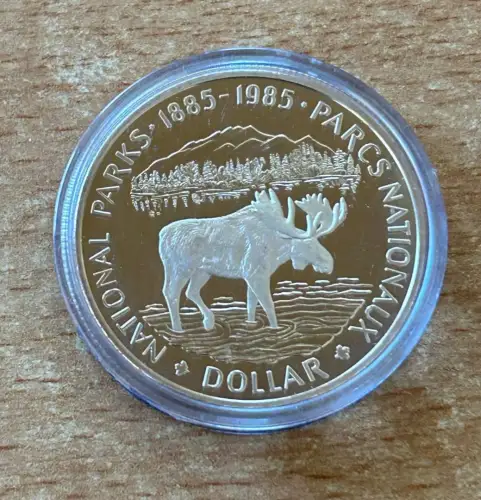 NATIONAL PARKS · 1885-1985 · PARCS NATIONAUX
DOLLAR